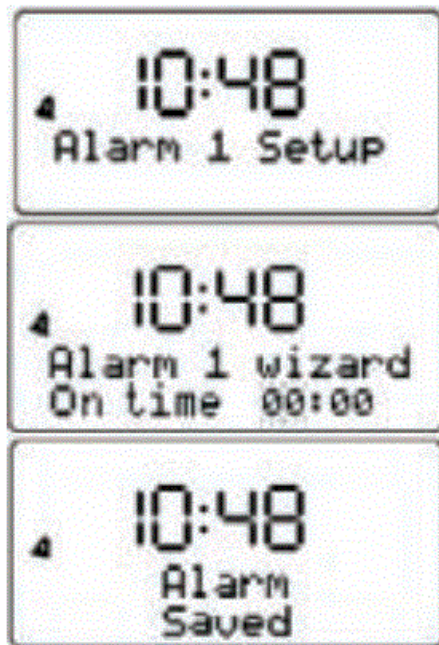 10:48
Alarm 1 Setup
10:48
Alarm 1 wizard
On time 00:00
10:48
Alarm
Saved